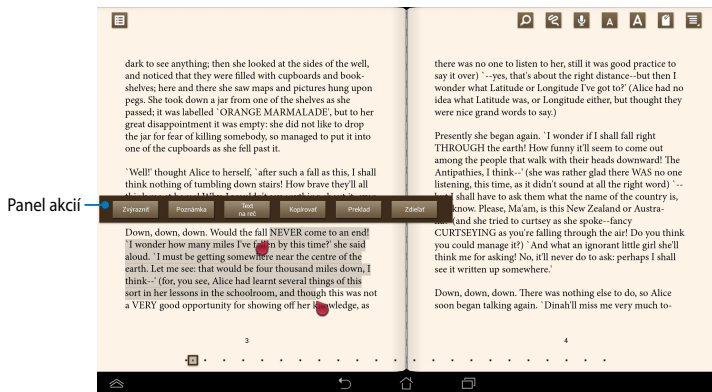 dark to see anything; then she looked at the sides of the well,
and noticed that they were filled with cupboards and book-
shelves; here and there she saw maps and pictures hung upon
pegs. She took down a jar from one of the shelves as she
passed; it was labelled `ORANGE MARMALADE', but to her
great disappointment it was empty: she did not like to drop
the jar for fear of killing somebody, so managed to put it into
one of the cupboards as she fell past it.
`Well!' thought Alice to herself, `after such a fall as this, I shall
think nothing of tumbling down stairs! How brave they'll all
Panel akcií
Zvýrazniť
Poznámka
Text
na reč
Kopírovať
Preklad
Zdieľať
Down, down, down. Would the fall NEVER come to an end!
`I wonder how many miles I've fallen by this time?' she said
aloud. `I must be getting somewhere near the centre of the
earth. Let me see: that would be four thousand miles down, I
think--' (for, you see, Alice had learnt several things of this
sort in her lessons in the schoolroom, and though this was not
a VERY good opportunity for showing off her knowledge, as
3
there was no one to listen to her, still it was good practice to
say it over) `--yes, that's about the right distance--but then I
wonder what Latitude or Longitude I've got to?' (Alice had no
idea what Latitude was, or Longitude either, but thought they
were nice grand words to say.)
Presently she began again. `I wonder if I shall fall right
THROUGH the earth! How funny it'll seem to come out
among the people that walk with their heads downward! The
Antipathies, I think--' (she was rather glad there WAS no one
listening, this time, as it didn't sound at all the right word) `--
but I shall have to ask them what the name of the country is,
know. Please, Ma'am, is this New Zealand or Austra-
(and she tried to curtsey as she spoke--fancy
CURTSEYING as you're falling through the air! Do you think
you could manage it?) `And what an ignorant little girl she'll
think me for asking! No, it'll never do to ask: perhaps I shall
see it written up somewhere.'
Down, down, down. There was nothing else to do, so Alice
soon began talking again. `Dinah'll miss me very much to-
4
A
A